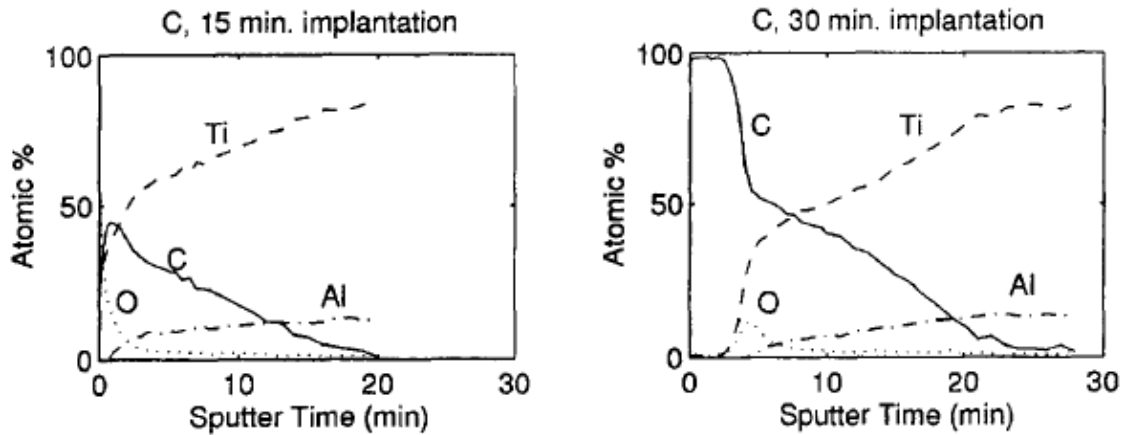 C, 15 min. implantation
100
50
0
Atomic %
Ti
C
O
Al
0 10 20 30
Sputter Time (min)
C, 30 min. implantation
100
50
0
Atomic %
C
Ti
O
Al
0 10 20 30
Sputter Time (min)